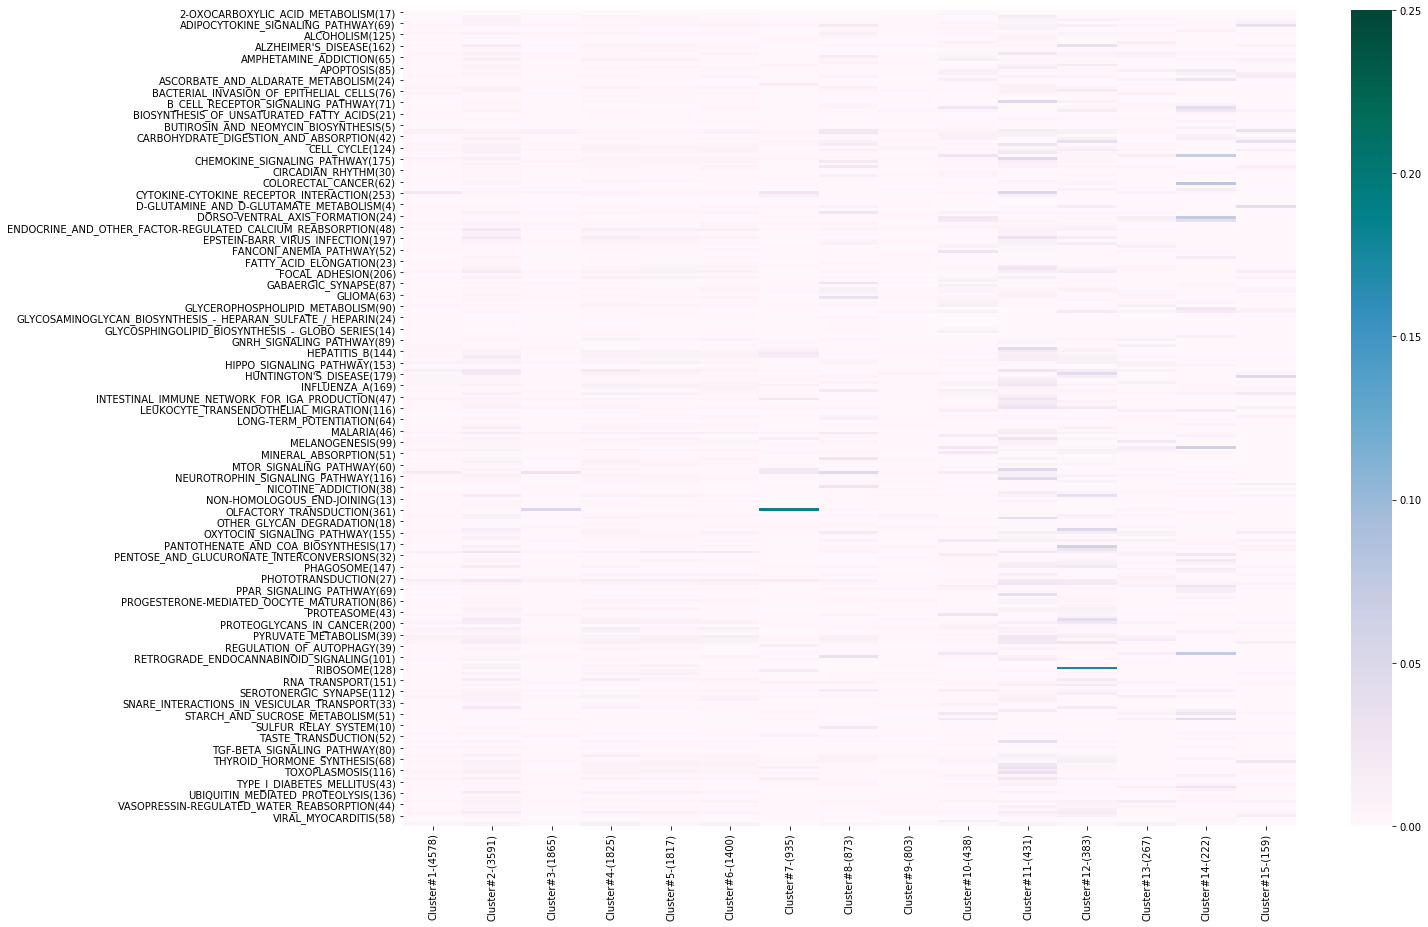 2-OXOCARBOXYLIC_ACID_METABOLISM(17)
ADIPOCYTOKINE_SIGNALING_PATHWAY(69)
ALCOHOLISM(125)
ALZHEIMER'S_DISEASE(162)
AMPHETAMINE_ADDICTION(65)
APOPTOSIS(85)
ASCORBATE_AND_ALDARATE_METABOLISM(24)
BACTERIAL_INVASION_OF_EPITHELIAL_CELLS(76)
B_CELL_RECEPTOR_SIGNALING_PATHWAY(71)
BIOSYNTHESIS_OF_UNSATURATED_FATTY_ACIDS(21)
BUTIROSIN_AND_NEOMYCIN_BIOSYNTHESIS(5)
CARBOHYDRATE_DIGESTION_AND_ABSORPTION(42)
CELL_CYCLE(124)
CHEMOKINE_SIGNALING_PATHWAY(175)
CIRCADIAN_RHYTHM(30)
COLORECTAL_CANCER(62)
CYTOKINE-CYTOKINE_RECEPTOR_INTERACTION(253)
D-GLUTAMINE_AND_D-GLUTAMATE_METABOLISM(4)
DORSO-VENTRAL_AXIS_FORMATION(24)
ENDOCRINE_AND_OTHER_FACTOR-REGULATED_CALCIUM_REABSORPTION(48)
EPSTEIN-BARR_VIRUS_INFECTION(197)
FANCONI_ANEMIA_PATHWAY(52)
FATTY_ACID_ELONGATION(23)
FOCAL_ADHESION(206)
GABAERGIC_SYNAPSE(87)
GLIOMA(63)
GLYCEROPHOSPHOLIPID_METABOLISM(90)
GLYCOSAMINOGLYCAN_BIOSYNTHESIS_-_HEPARAN_SULFATE_/_HEPARIN(24)
GLYCOSPHINGOLIPID_BIOSYNTHESIS_-_GLOBO_SERIES(14)
GNRH_SIGNALING_PATHWAY(89)
HEPATITIS_B(144)
HIPPO_SIGNALING_PATHWAY(153)
HUNTINGTON'S_DISEASE(179)
INFLUENZA_A(169)
INTESTINAL_IMMUNE_NETWORK_FOR_IGA_PRODUCTION(47)
LEUKOCYTE_TRANSENDOTHELIAL_MIGRATION(116)
LONG-TERM_POTENTIATION(64)
MALARIA(46)
MELANOGENESIS(99)
MINERAL_ABSORPTION(51)
MTOR_SIGNALING_PATHWAY(60)
NEUROTROPHIN_SIGNALING_PATHWAY(116)
NICOTINE_ADDICTION(38)
NON-HOMOLOGOUS_END-JOINING(13)
OLFACTORY_TRANSDUCTION(361)
OTHER_GLYCAN_DEGRADATION(18)
OXYTOCIN_SIGNALING_PATHWAY(155)
PANTOTHENATE_AND_COA_BIOSYNTHESIS(17)
PENTOSE_AND_GLUCURONATE_INTERCONVERSIONS(32)
PHAGOSOME(147)
PHOTOTRANSDUCTION(27)
PPAR_SIGNALING_PATHWAY(69)
PROGESTERONE-MEDIATED_OOCYTE_MATURATION(86)
PROTEASOME(43)
PROTEOGLYCANS_IN_CANCER(200)
PYRUVATE_METABOLISM(39)
REGULATION_OF_AUTOPHAGY(39)
RETROGRADE_ENDOCANNABINOID_SIGNALING(101)
RIBOSOME(128)
RNA_TRANSPORT(151)
SEROTONERGIC_SYNAPSE(112)
SNARE_INTERACTIONS_IN_VESICULAR_TRANSPORT(33)
STARCH_AND_SUCROSE_METABOLISM(51)
SULFUR_RELAY_SYSTEM(10)
TASTE_TRANSDUCTION(52)
TGF-BETA_SIGNALING_PATHWAY(80)
THYROID_HORMONE_SYNTHESIS(68)
TOXOPLASMOSIS(116)
TYPE_I_DIABETES_MELLITUS(43)
UBIQUITIN_MEDIATED_PROTEOLYSIS(136)
VASOPRESSIN-REGULATED_WATER_REABSORPTION(44)
VIRAL_MYOCARDITIS(58)
Cluster#1-(4578)
Cluster#2-(3591)
Cluster#3-(1865)
Cluster#4-(1825)
Cluster#5-(1817)
Cluster#6-(1400)
Cluster#7-(935)
Cluster#8-(873)
Cluster#9-(803)
Cluster#10-(438)
Cluster#11-(431)
Cluster#12-(383)
Cluster#13-(267)
Cluster#14-(222)
Cluster#15-(159)
0.25
0.20
0.15
0.10
0.05
0.00